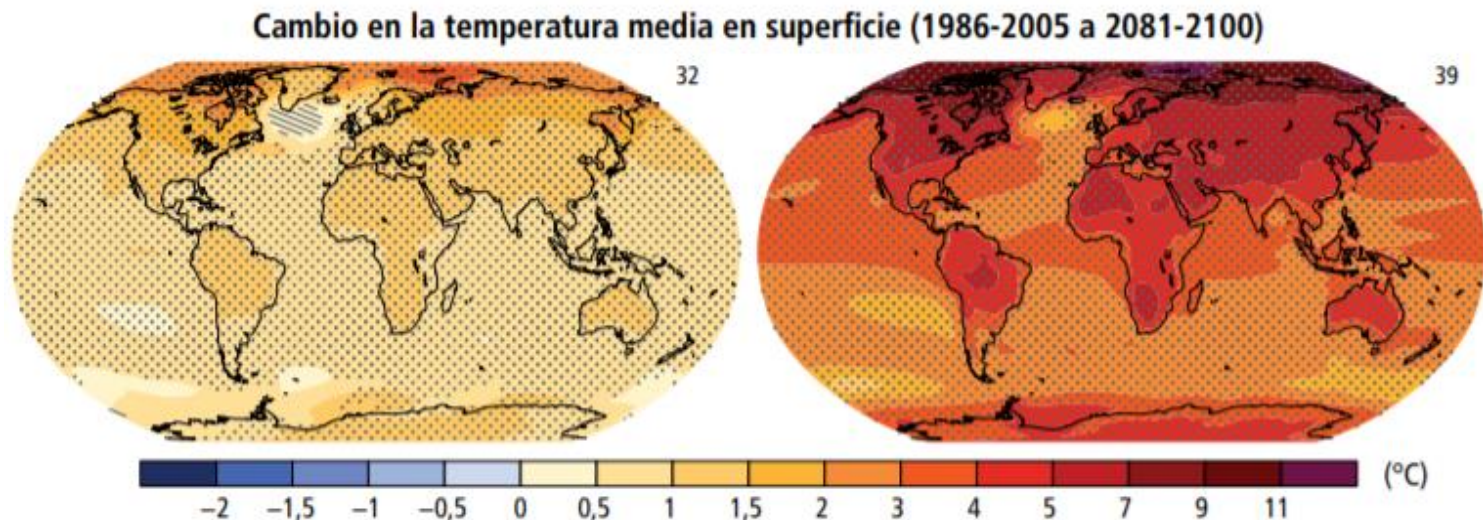 Cambio en la temperatura media en superficie (1986-2005 a 2081-2100)
32
39
(°C)
−2 −1,5 −1 −0,5 0 0,5 1 1,5 2 3 4 5 7 9 11